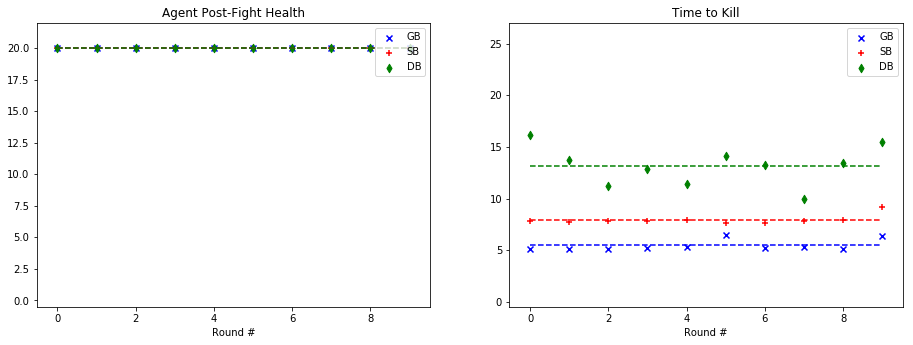 Agent Post-Fight Health
20.0
17.5
15.0
12.5
10.0
7.5
5.0
2.5
0.0
0 2 4 6 8
Round #
GB
SB
DB
Time to Kill
25
20
15
10
5
0
0 2 4 6 8
Round #
GB
SB
DB